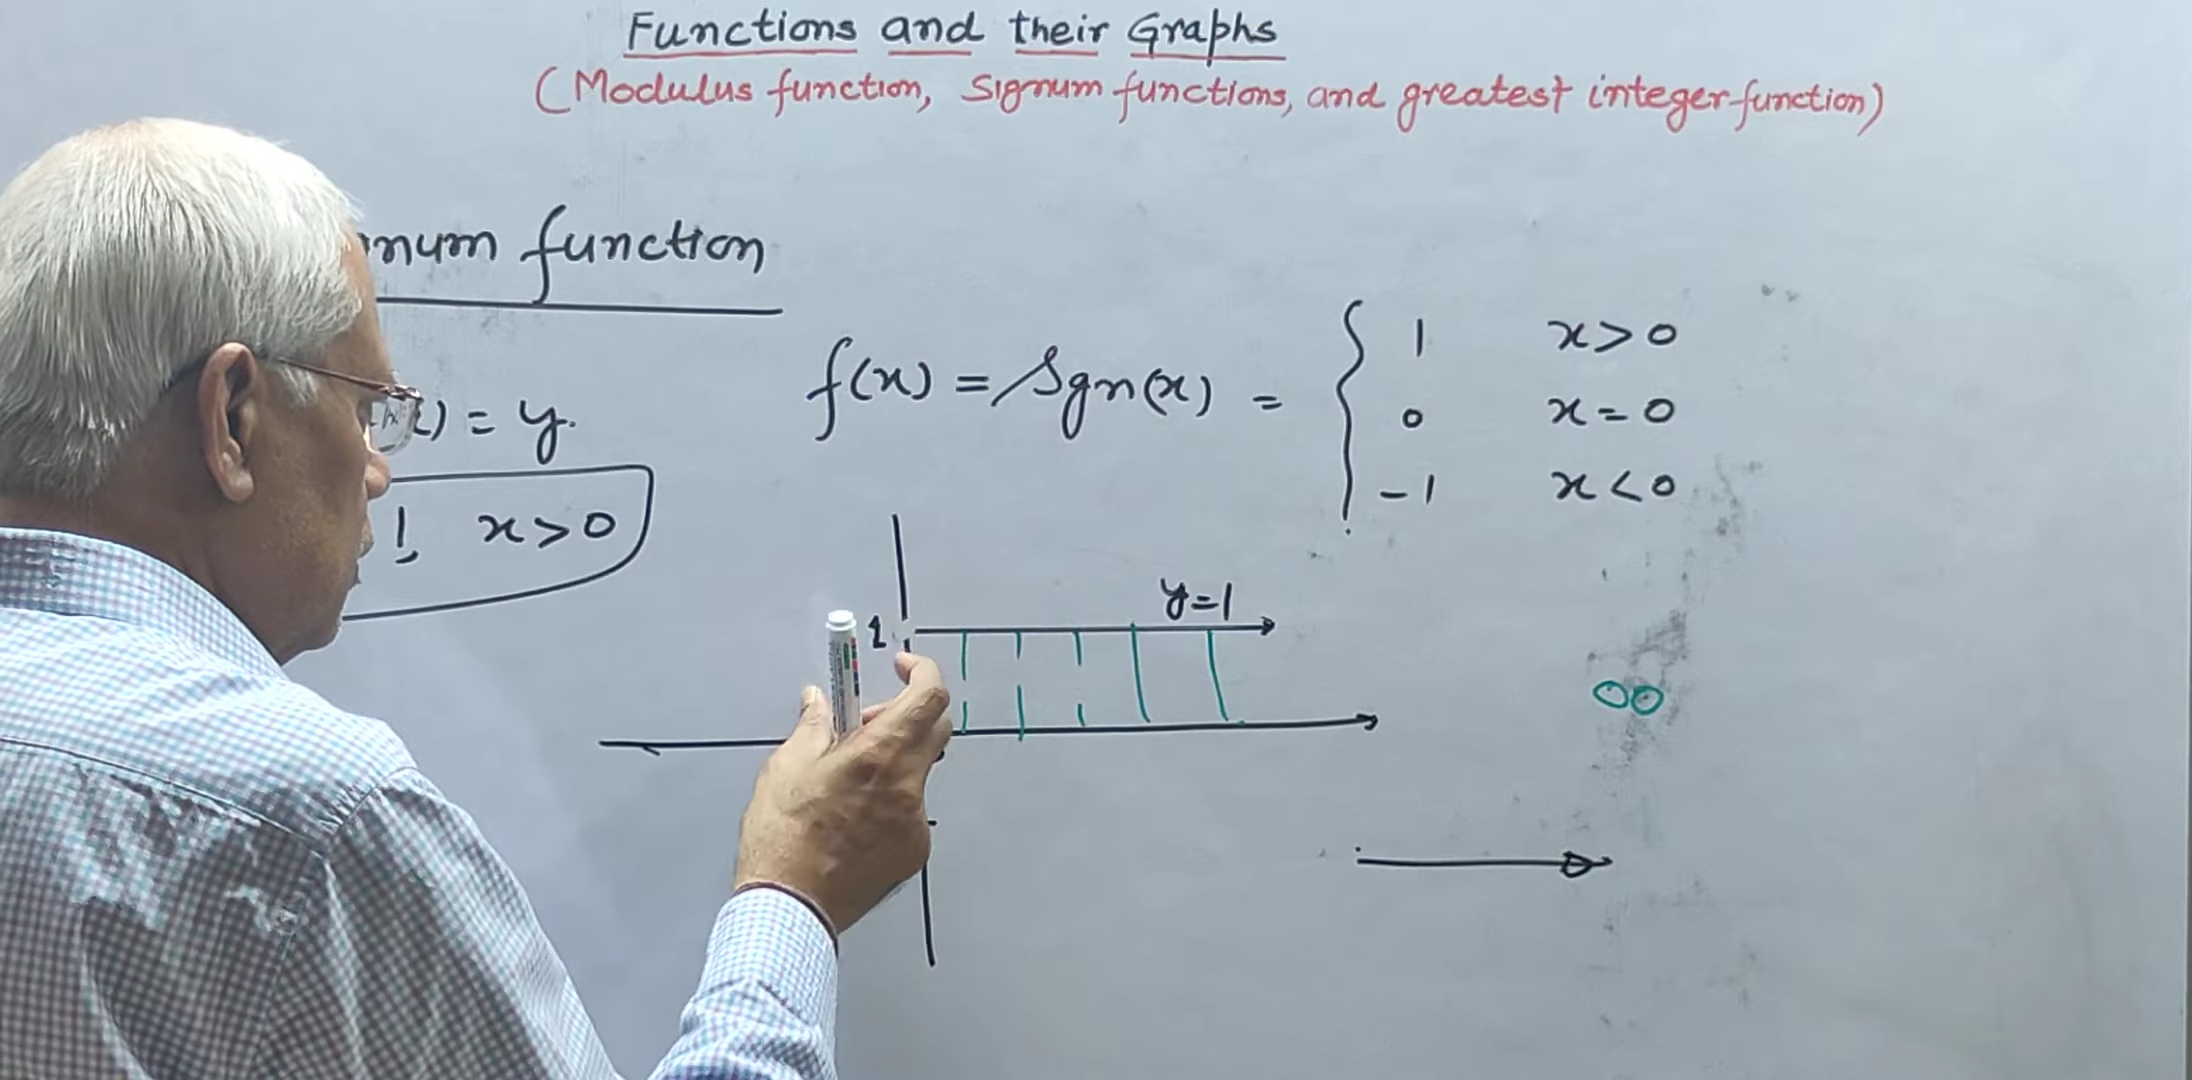 Functions and their Graphs
(Modulus function, Signum functions, and greatest integer function)
num function
f(x) = Sgn(x) = { 1 x>0
0 x=0
-1 x<0
) = y.
1, x>0
y=1
1